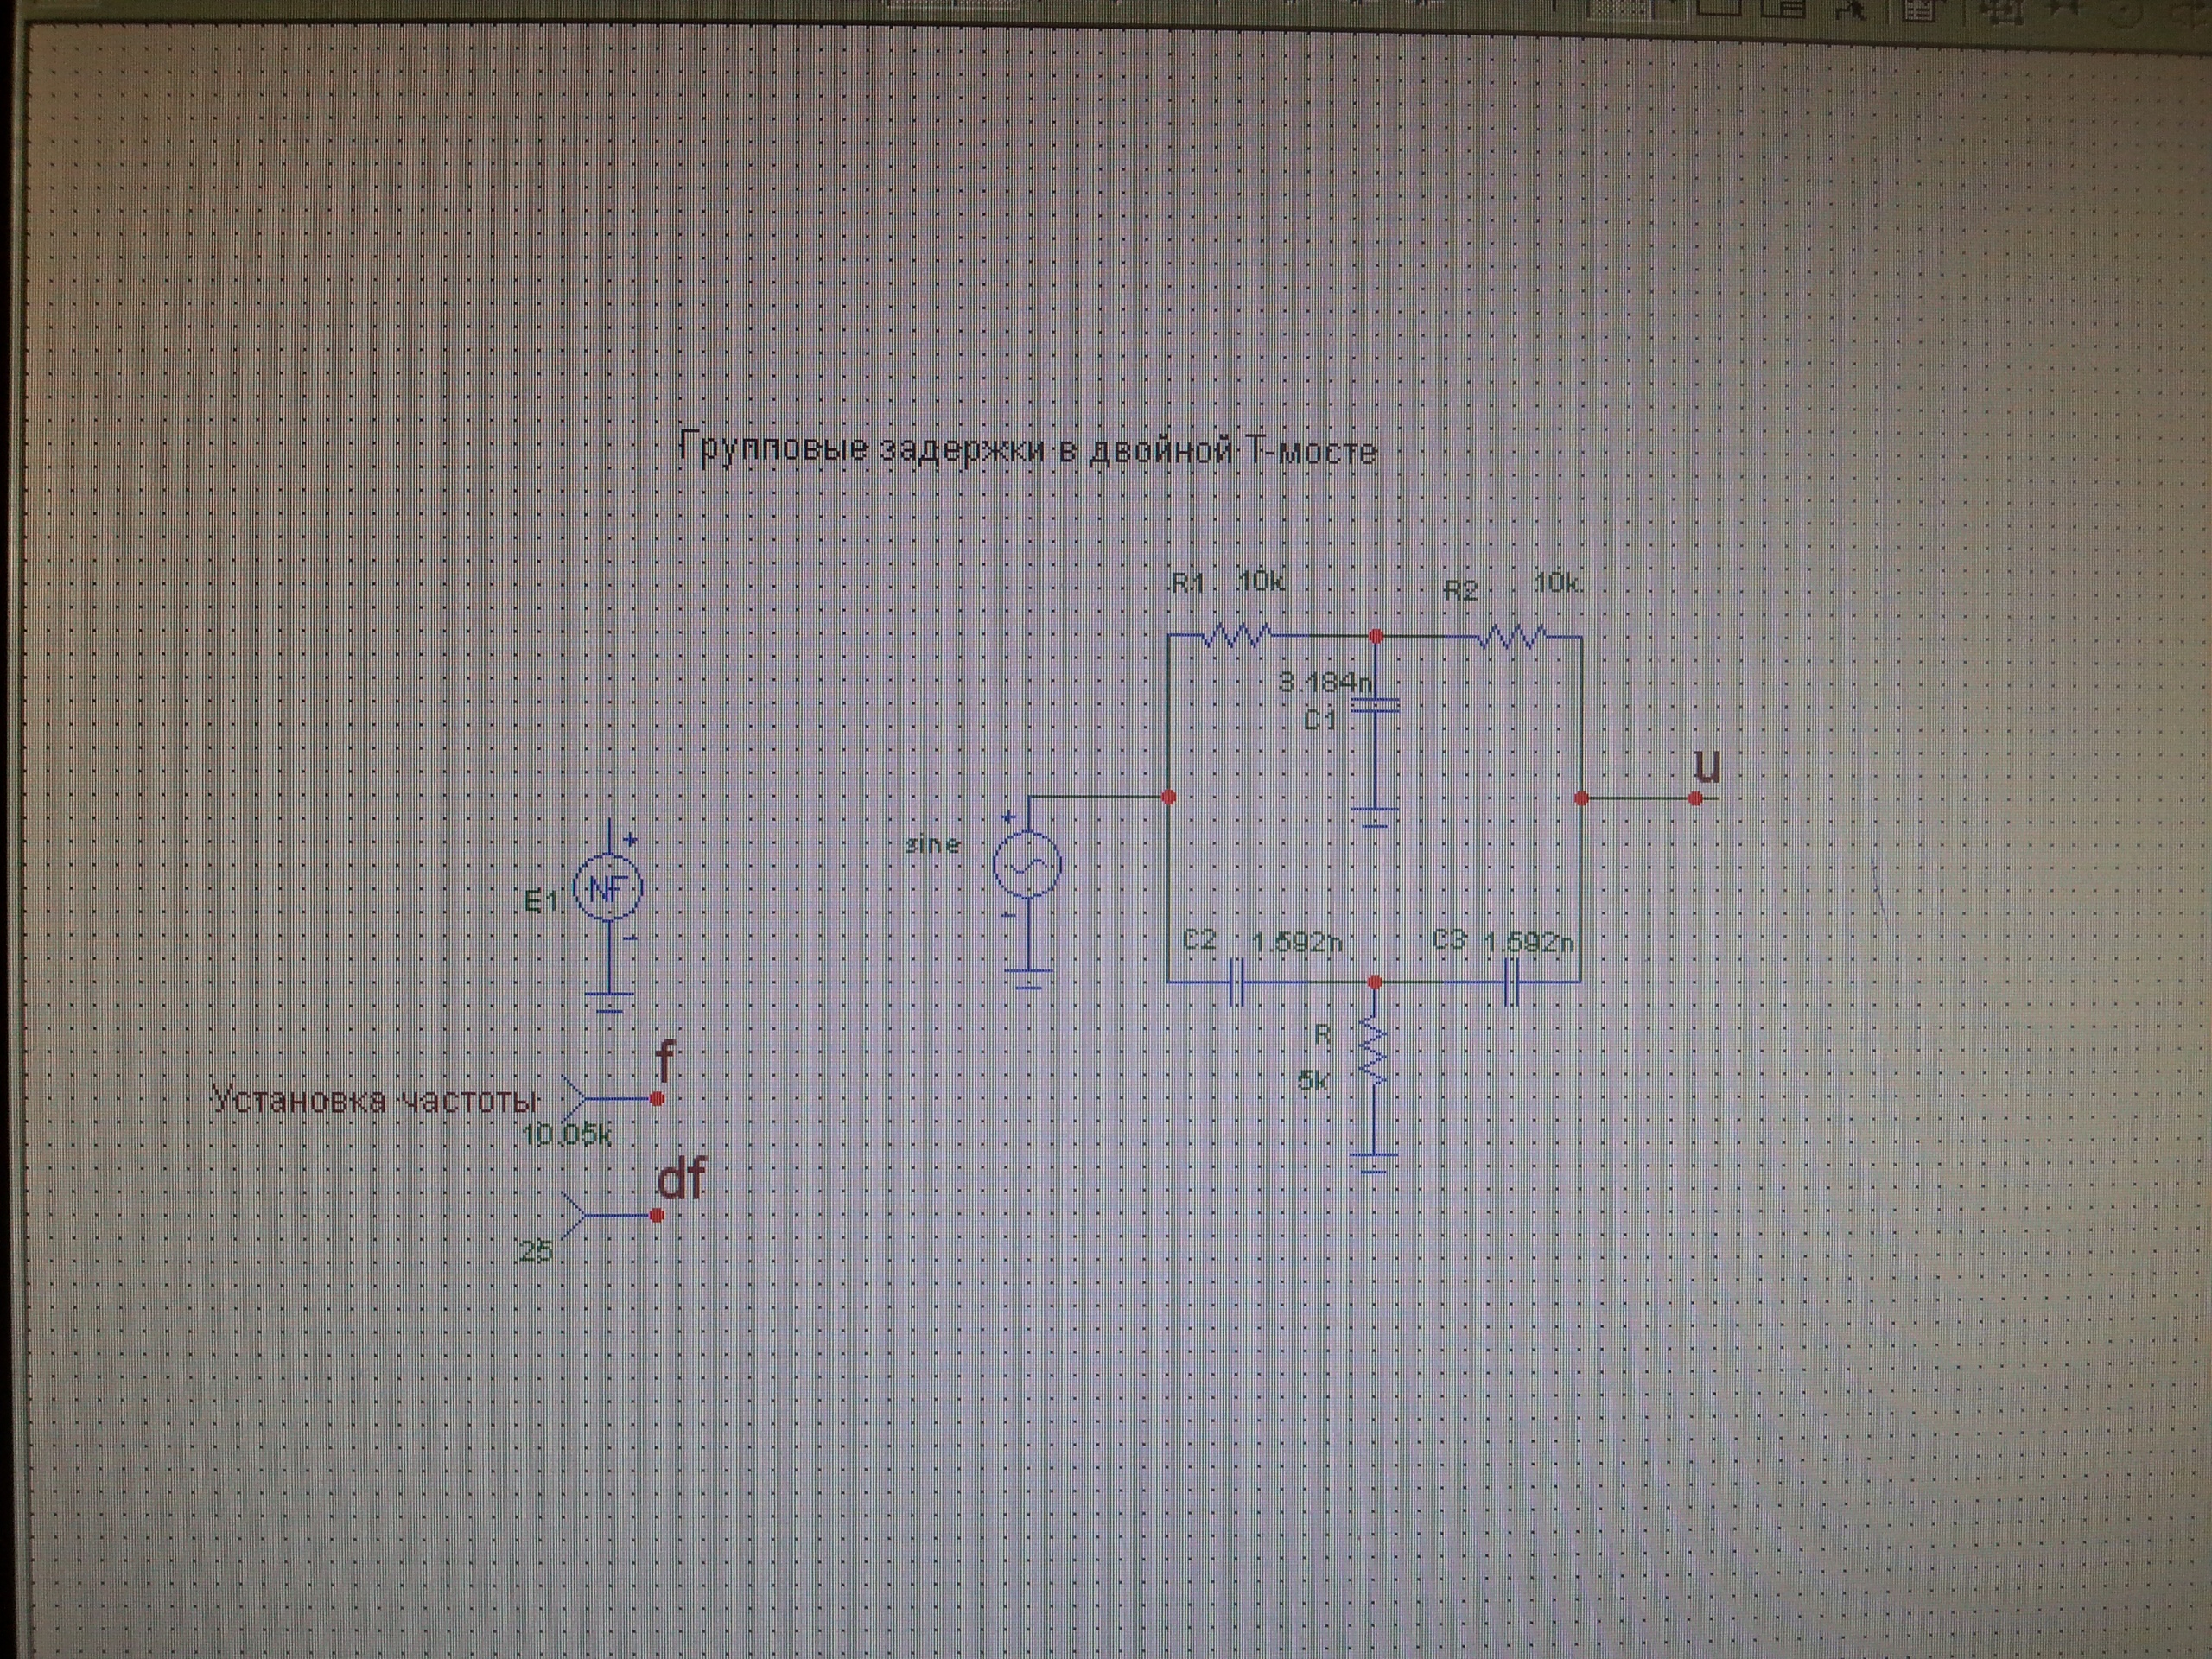 Групповые задержки в двойной Т-мосте
R1 10k R2 10k
3.184n
C1
u
sine
E1 NF
C2 1.592n C3 1.592n
R
5k
f
Установка частоты
10.05k
df
25